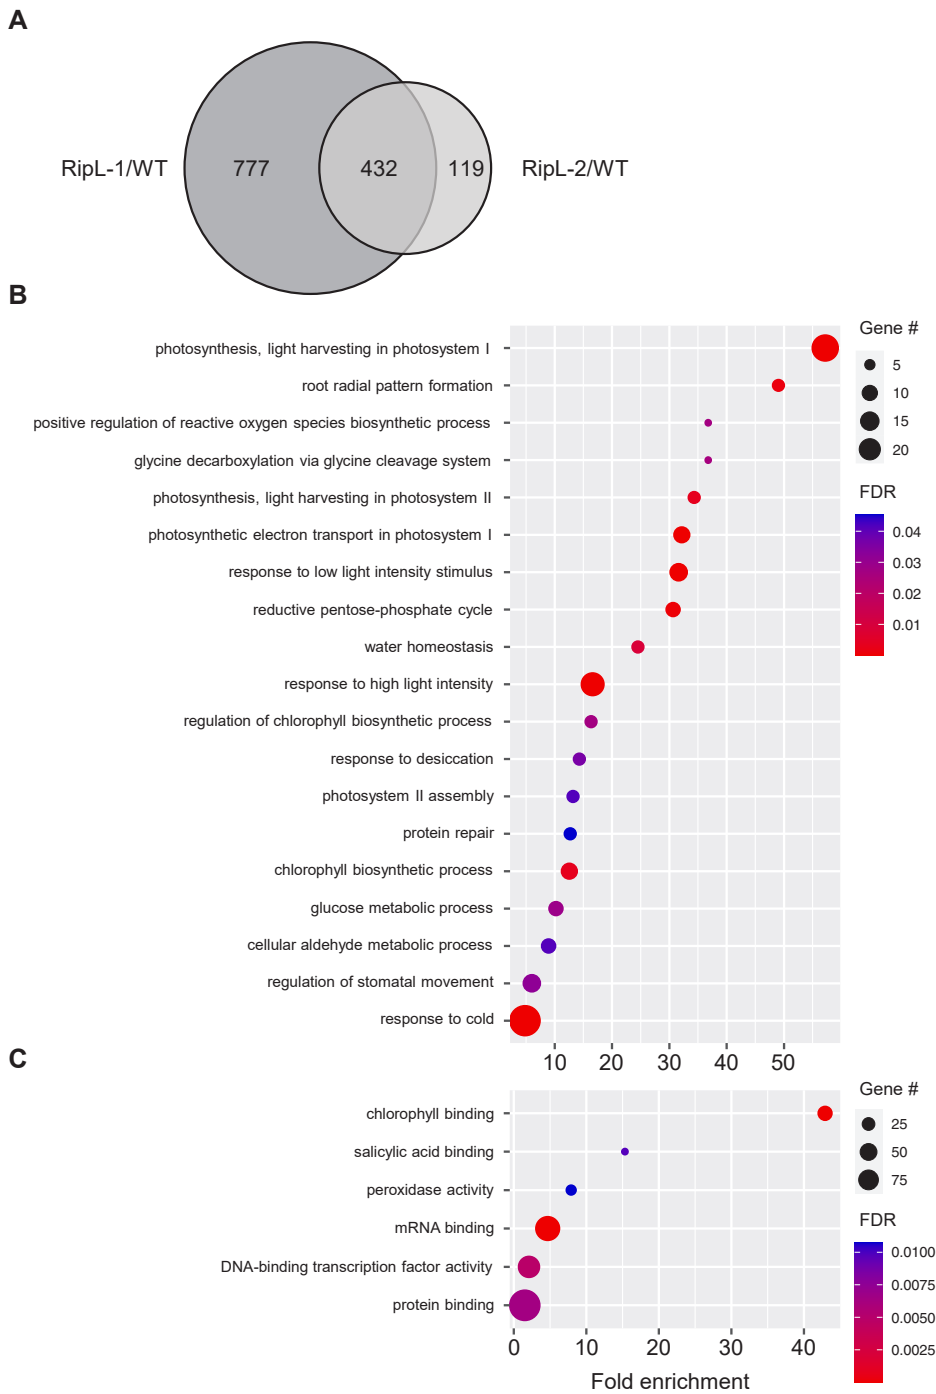 A
RipL-1/WT
777
432
119
RipL-2/WT
B
photosynthesis, light harvesting in photosystem I
root radial pattern formation
positive regulation of reactive oxygen species biosynthetic process
glycine decarboxylation via glycine cleavage system
photosynthesis, light harvesting in photosystem II
photosynthetic electron transport in photosystem I
response to low light intensity stimulus
reductive pentose-phosphate cycle
water homeostasis
response to high light intensity
regulation of chlorophyll biosynthetic process
response to desiccation
photosystem II assembly
protein repair
chlorophyll biosynthetic process
glucose metabolic process
cellular aldehyde metabolic process
regulation of stomatal movement
response to cold
10 20 30 40 50
Gene #
5
10
15
20
FDR
0.04
0.03
0.02
0.01
C
chlorophyll binding
salicylic acid binding
peroxidase activity
mRNA binding
DNA-binding transcription factor activity
protein binding
0 10 20 30 40
Fold enrichment
Gene #
25
50
75
FDR
0.0100
0.0075
0.0050
0.0025